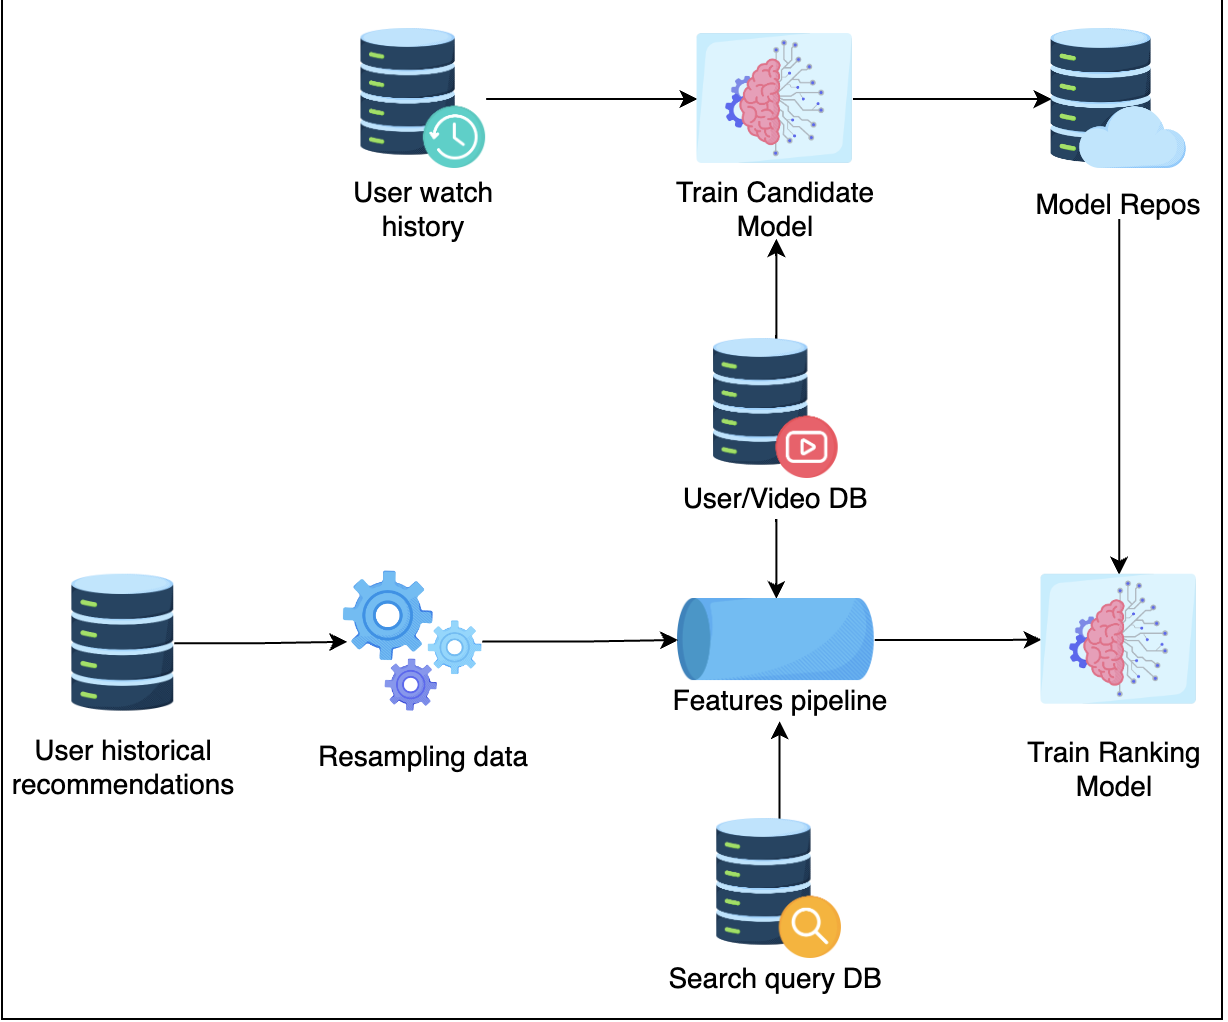 User watch
history
Train Candidate
Model
Model Repos
User/Video DB
Features pipeline
User historical
recommendations
Resampling data
Train Ranking
Model
Search query DB